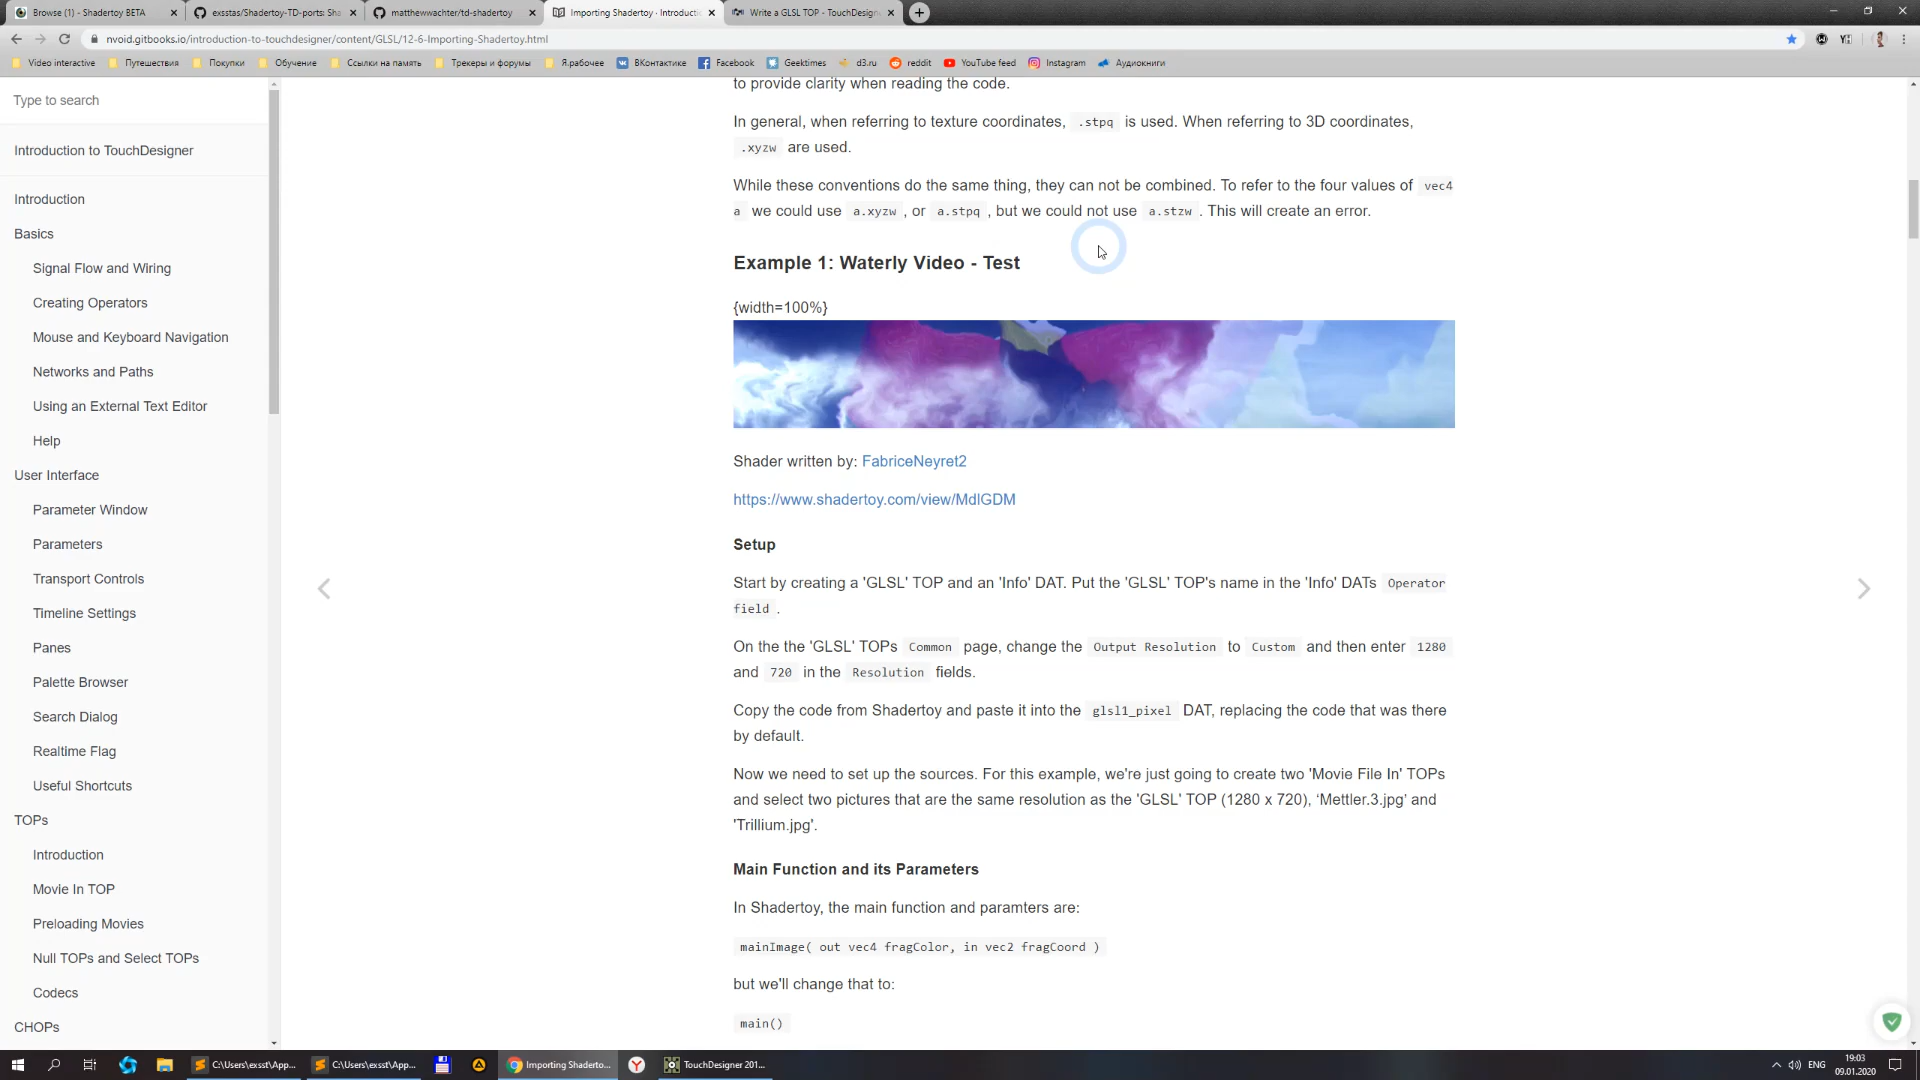 Browse (1) - Shadertoy BETA
exsstas/Shadertoy-TD-ports: Sha
matthewwachter/td-shadertoy
Importing Shadertoy · Introducti
Write a GLSL TOP - TouchDesign
nvoid.gitbooks.io/introduction-to-touchdesigner/content/GLSL/12-6-Importing-Shadertoy.html
Video interactive
Путешествия
Покупки
Обучение
Ссылки на память
Трекеры и форумы
Я.рабочее
ВКонтактике
Facebook
Geektimes
d3.ru
reddit
YouTube feed
Instagram
Аудиокниги
Type to search
Introduction to TouchDesigner
Introduction
Basics
Signal Flow and Wiring
Creating Operators
Mouse and Keyboard Navigation
Networks and Paths
Using an External Text Editor
Help
User Interface
Parameter Window
Parameters
Transport Controls
Timeline Settings
Panes
Palette Browser
Search Dialog
Realtime Flag
Useful Shortcuts
TOPs
Introduction
Movie In TOP
Preloading Movies
Null TOPs and Select TOPs
Codecs
CHOPs
to provide clarity when reading the code.
In general, when referring to texture coordinates, .stpq is used. When referring to 3D coordinates,
.xyzw are used.
While these conventions do the same thing, they can not be combined. To refer to the four values of vec4
a we could use a.xyzw , or a.stpq , but we could not use a.stzw . This will create an error.
Example 1: Waterly Video - Test
{width=100%}
Shader written by: FabriceNeyret2
https://www.shadertoy.com/view/MdlGDM
Setup
Start by creating a 'GLSL' TOP and an 'Info' DAT. Put the 'GLSL' TOP's name in the 'Info' DATs Operator
field .
On the the 'GLSL' TOPs Common page, change the Output Resolution to Custom and then enter 1280
and 720 in the Resolution fields.
Copy the code from Shadertoy and paste it into the glsl1_pixel DAT, replacing the code that was there
by default.
Now we need to set up the sources. For this example, we're just going to create two 'Movie File In' TOPs
and select two pictures that are the same resolution as the 'GLSL' TOP (1280 x 720), ‘Mettler.3.jpg’ and
'Trillium.jpg'.
Main Function and its Parameters
In Shadertoy, the main function and paramters are:
mainImage( out vec4 fragColor, in vec2 fragCoord )
but we'll change that to:
main()
C:\Users\exsst\App...
C:\Users\exsst\App...
Importing Shaderto...
TouchDesigner 201...
ENG
19:03
09.01.2020